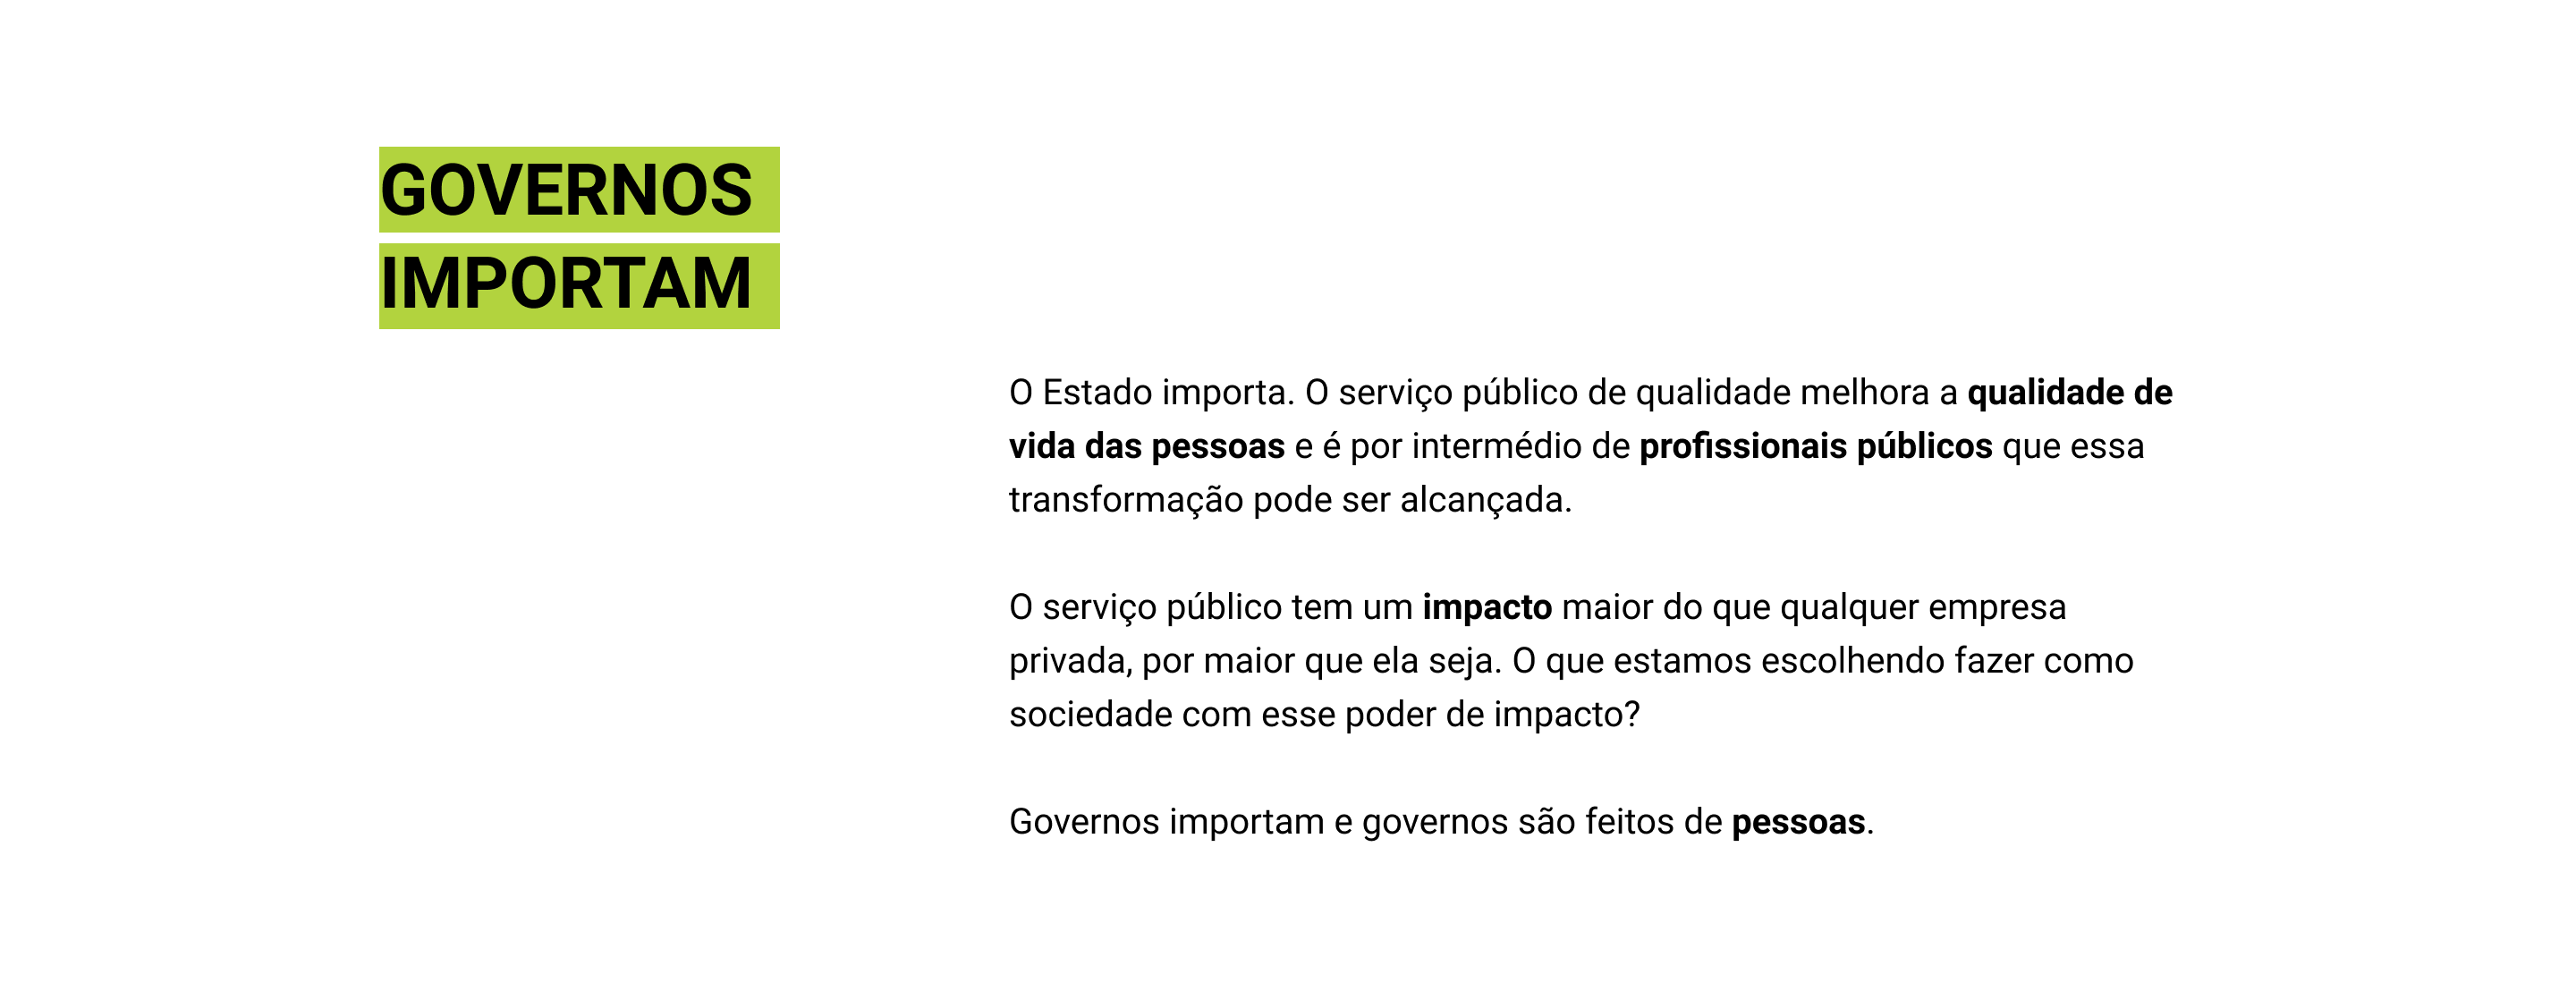 GOVERNOS
IMPORTAM
O Estado importa. O serviço público de qualidade melhora a qualidade de
vida das pessoas e é por intermédio de profissionais públicos que essa
transformação pode ser alcançada.
O serviço público tem um impacto maior do que qualquer empresa
privada, por maior que ela seja. O que estamos escolhendo fazer como
sociedade com esse poder de impacto?
Governos importam e governos são feitos de pessoas.